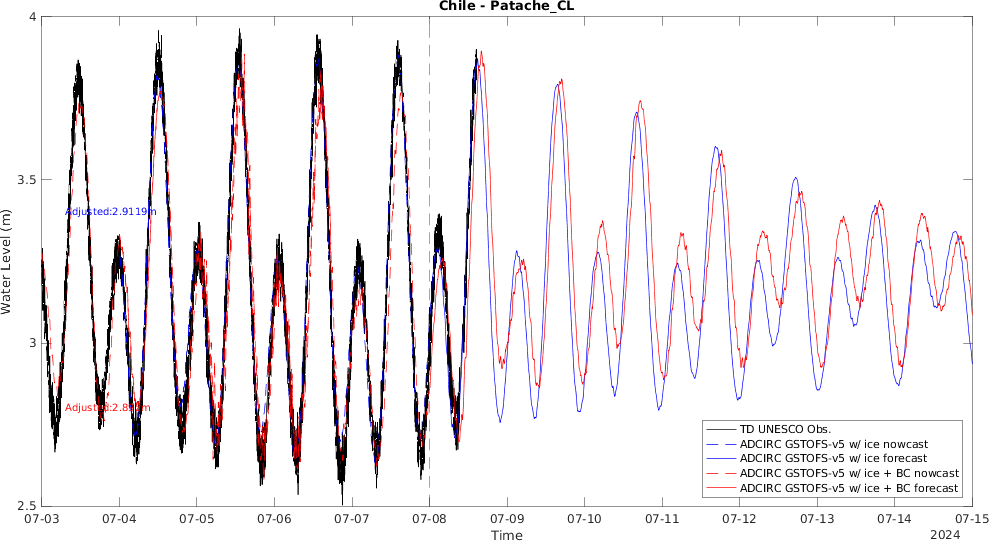 Chile - Patache_CL
4
3.5
3
2.5
Water Level (m)
Adjusted:2.9119m
TD UNESCO Obs.
ADCIRC GSTOFS-v5 w/ ice nowcast
ADCIRC GSTOFS-v5 w/ ice forecast
ADCIRC GSTOFS-v5 w/ ice + BC nowcast
ADCIRC GSTOFS-v5 w/ ice + BC forecast
07-03 07-04 07-05 07-06 07-07 07-08 07-09 07-10 07-11 07-12 07-13 07-14 07-15
Time
2024